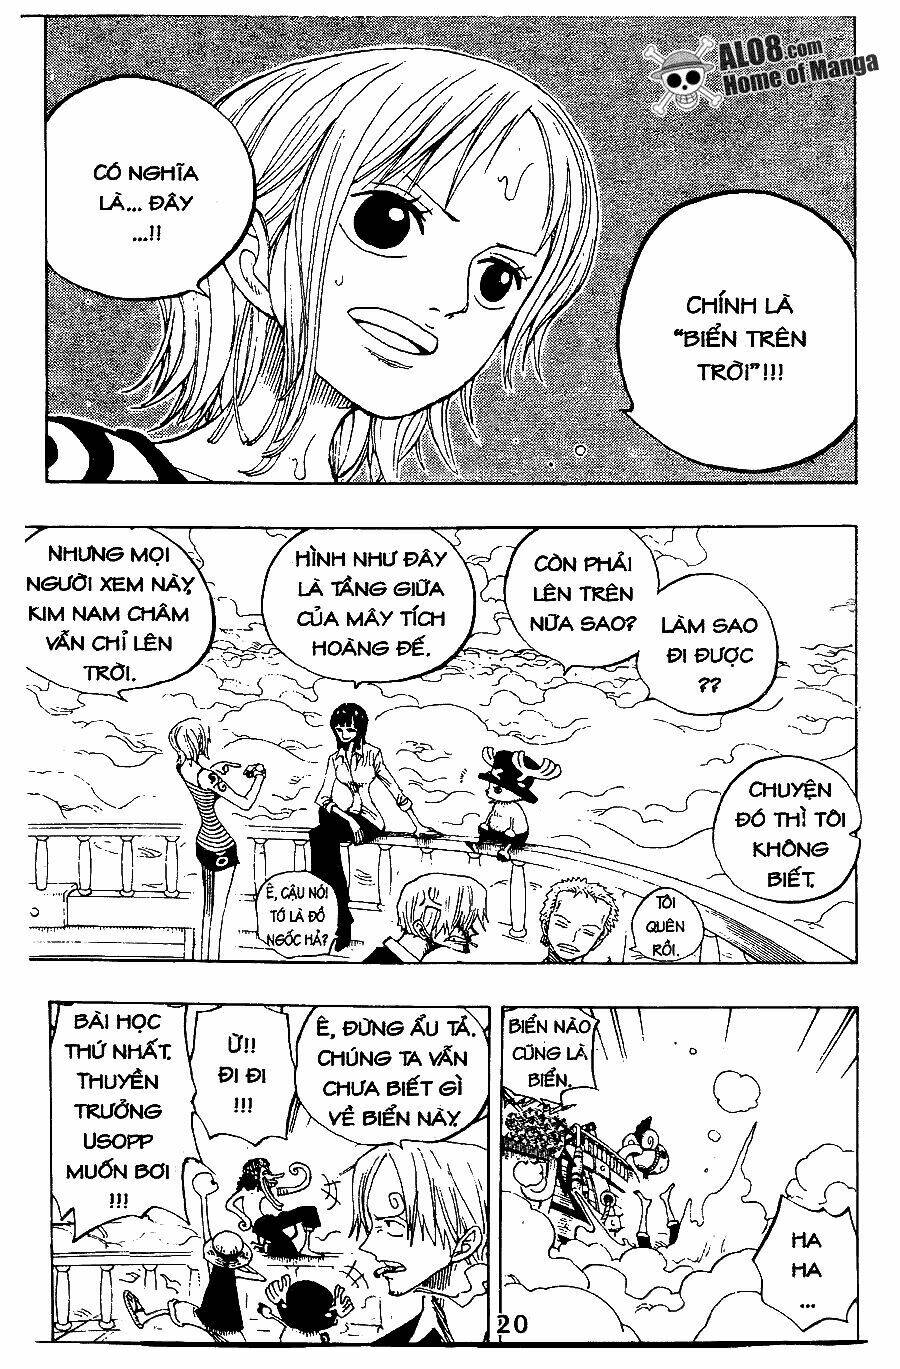 ALO8.com
Home of Manga
CÓ NGHĨA
LÀ... ĐÂY
...!!
CHÍNH LÀ
“BIỂN TRÊN
TRỜI”!!!
NHƯNG MỌI
NGƯỜI XEM NÀY,
KIM NAM CHÂM
VẪN CHỈ LÊN
TRỜI.
HÌNH NHƯ ĐÂY
LÀ TẦNG GIỮA
CỦA MÂY TÍCH
HOÀNG ĐẾ.
CÒN PHẢI
LÊN TRÊN
NỮA SAO?
LÀM SAO
ĐI ĐƯỢC
??
CHUYỆN
ĐÓ THÌ TÔI
KHÔNG
BIẾT.
Ê, CẬU NÓI
TỚ LÀ ĐỒ
NGỐC HẢ?
TÔI
QUÊN
RỒI.
BÀI HỌC
THỨ NHẤT.
THUYỀN
TRƯỞNG
USOPP
MUỐN BƠI
!!!
Ừ!!
ĐI ĐI
!!!
Ê, ĐỪNG ẨU TẢ.
CHÚNG TA VẪN
CHƯA BIẾT GÌ
VỀ BIỂN NÀY.
BIỂN NÀO
CŨNG LÀ
BIỂN.
HA
HA
...
20